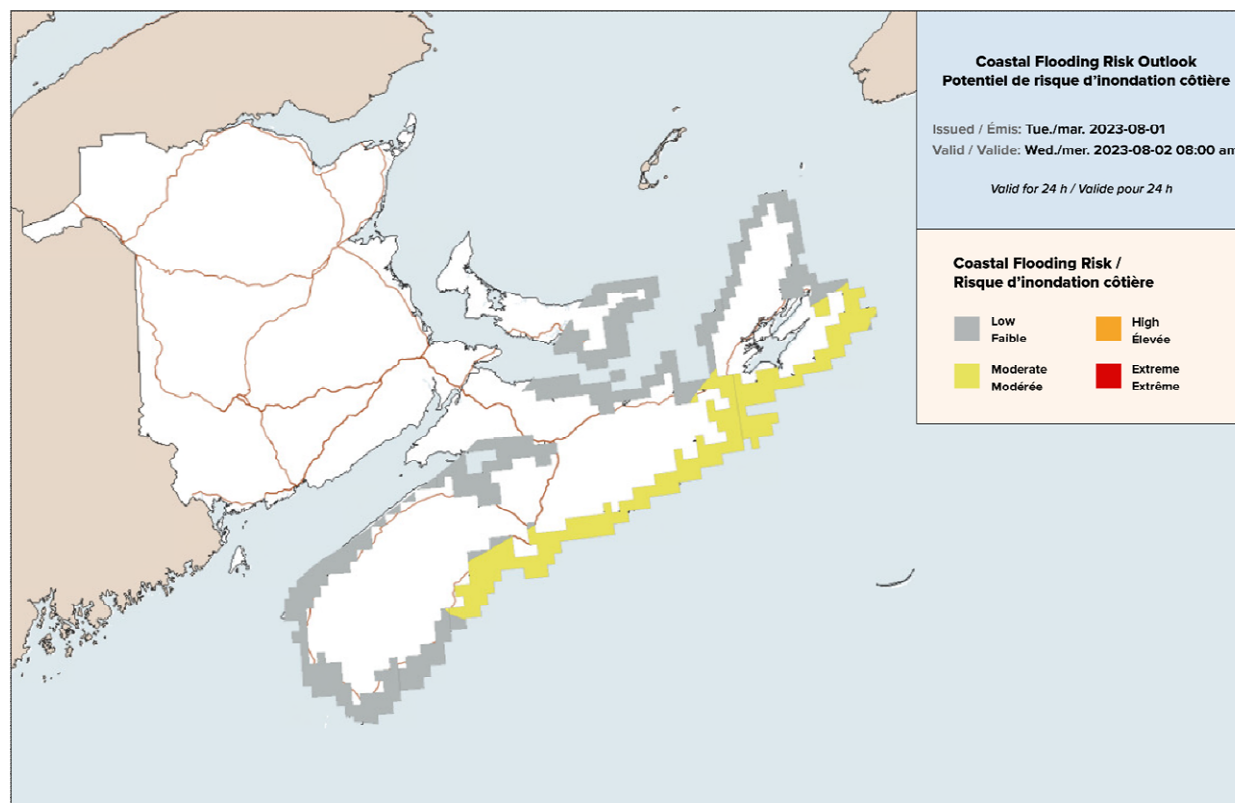 Coastal Flooding Risk Outlook
Potentiel de risque d'inondation côtière
Issued / Émis: Tue./mar. 2023-08-01
Valid / Valide: Wed./mer. 2023-08-02 08:00 am
Valid for 24 h / Valide pour 24 h
Coastal Flooding Risk /
Risque d'inondation côtière
Low
Faible
High
Élevée
Moderate
Modérée
Extreme
Extrême